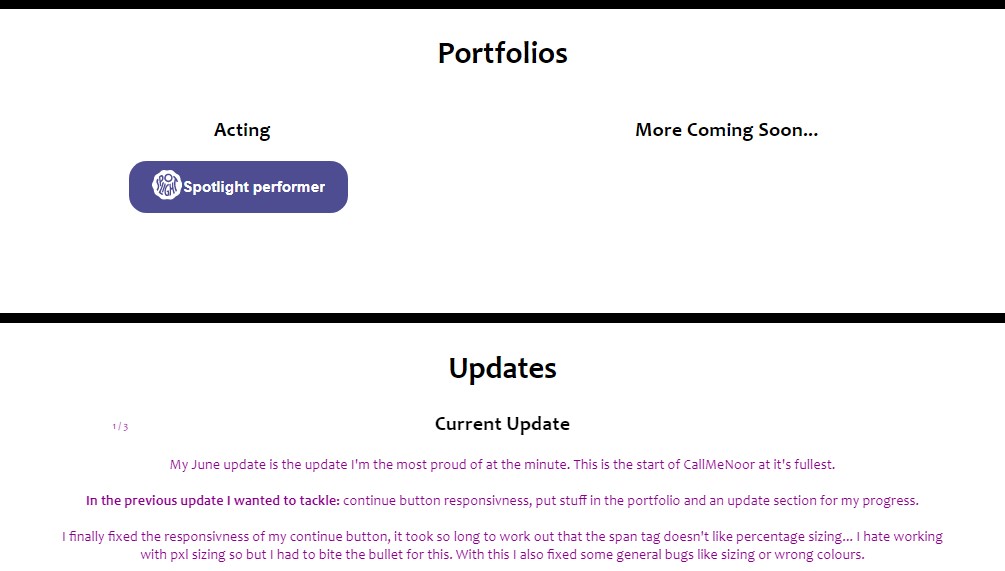 Portfolios
Acting
More Coming Soon...
SPOTLIGHT
Spotlight performer
Updates
1 / 3
Current Update
My June update is the update I'm the most proud of at the minute. This is the start of CallMeNoor at it's fullest.
In the previous update I wanted to tackle: continue button responsivness, put stuff in the portfolio and an update section for my progress.
I finally fixed the responsivness of my continue button, it took so long to work out that the span tag doesn't like percentage sizing... I hate working
with pxl sizing so but I had to bite the bullet for this. With this I also fixed some general bugs like sizing or wrong colours.